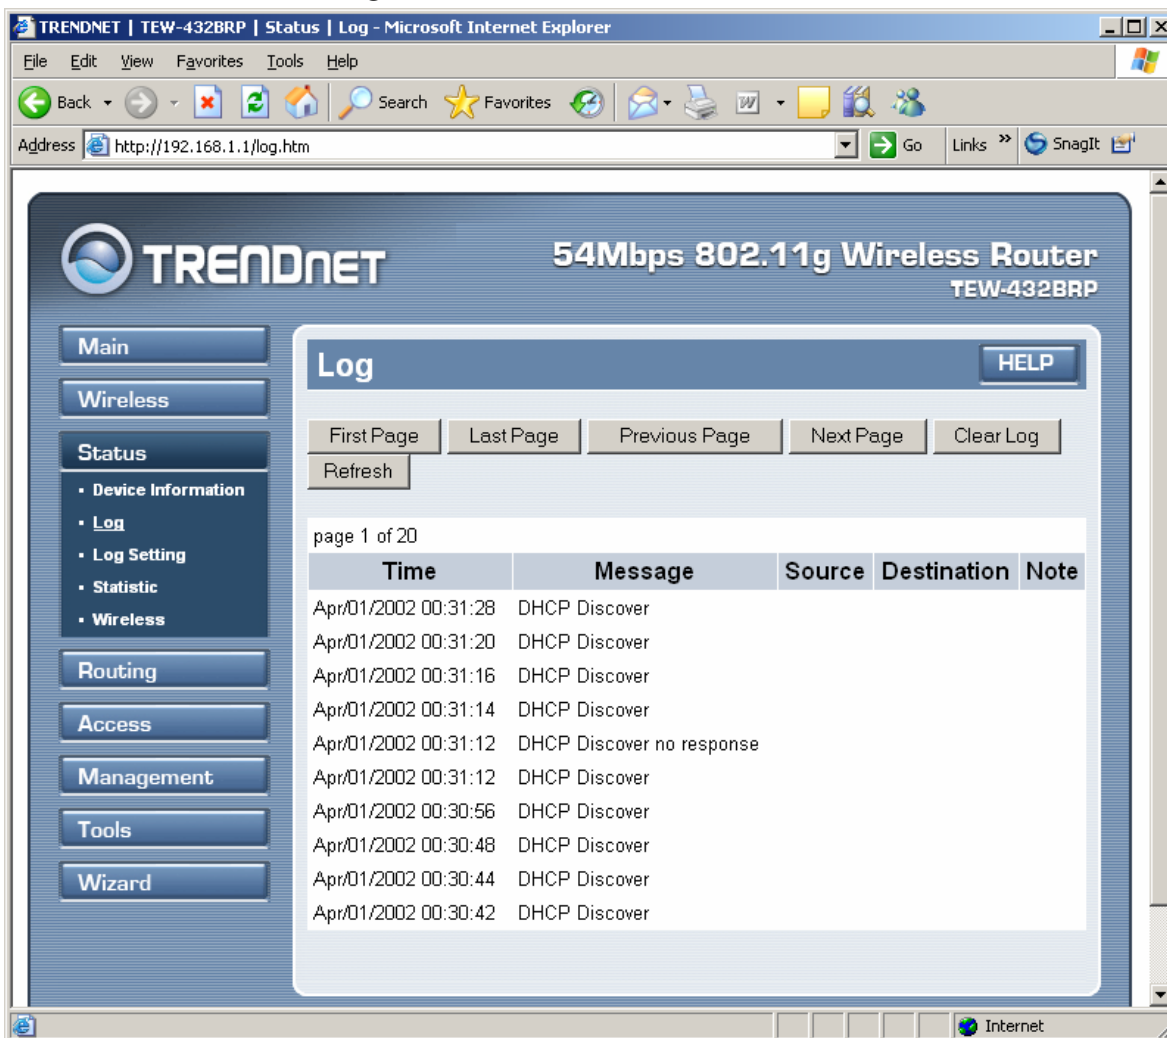 TRENDNET | TEW-432BRP | Status | Log - Microsoft Internet Explorer
File Edit View Favorites Tools Help
Back Search Favorites
Address http://192.168.1.1/log.htm Go Links » SnagIt
TRENDNET
54Mbps 802.11g Wireless Router
TEW-432BRP
Main
Wireless
Status
Device Information
Log
Log Setting
Statistic
Wireless
Routing
Access
Management
Tools
Wizard
Log HELP
First Page Last Page Previous Page Next Page Clear Log
Refresh
page 1 of 20
Time Message Source Destination Note
Apr/01/2002 00:31:28 DHCP Discover
Apr/01/2002 00:31:20 DHCP Discover
Apr/01/2002 00:31:16 DHCP Discover
Apr/01/2002 00:31:14 DHCP Discover
Apr/01/2002 00:31:12 DHCP Discover no response
Apr/01/2002 00:31:12 DHCP Discover
Apr/01/2002 00:30:56 DHCP Discover
Apr/01/2002 00:30:48 DHCP Discover
Apr/01/2002 00:30:44 DHCP Discover
Apr/01/2002 00:30:42 DHCP Discover
Internet